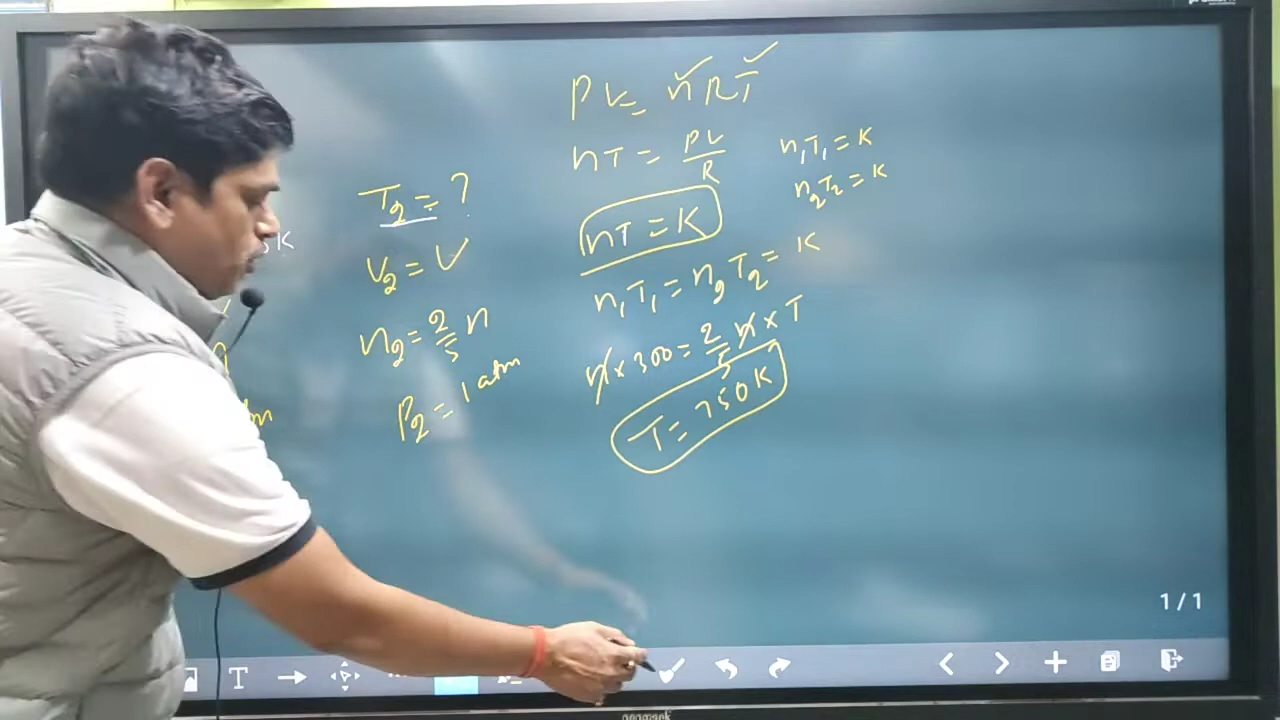 PV = nRT
nT = PV/R
n₁T₁ = K
n₂T₂ = K
nT = K
n₁T₁ = n₂T₂ = K
n × 300 = 2/5 n × T
T = 750K
K
T₂ = ?
V₂ = V
n₂ = 2/5 n
P₂ = 1 atm
1/1
T